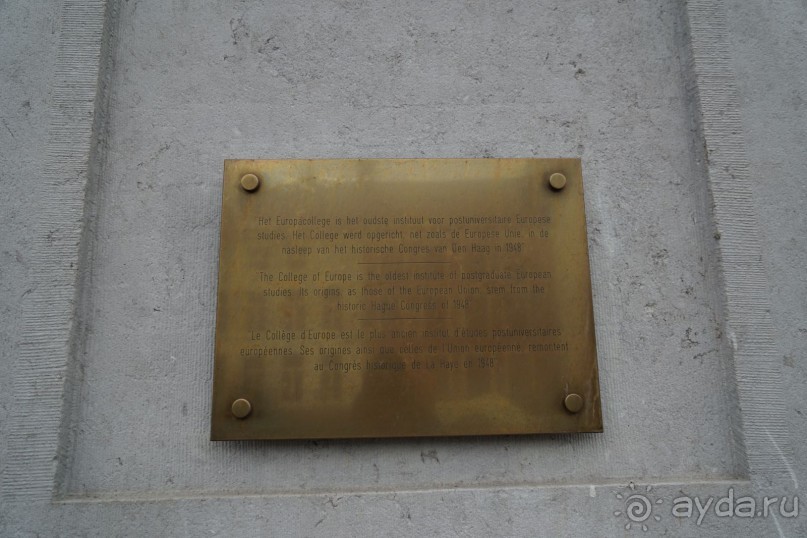 "Het Europacollege is het oudste instituut voor postuniversitaire Europese
studies. Het College werd opgericht, net zoals de Europese Unie, in de
nasleep van het historische Congres van Den Haag in 1948"
"The College of Europe is the oldest institute of postgraduate European
studies. Its origins, as those of the European Union, stem from the
historic Hague Congress of 1948"
"Le Collège d'Europe est le plus ancien institut d'études postuniversitaires
européennes. Ses origines ainsi que celles de l'Union européenne, remontent
au Congrès historique de La Haye en 1948"
ayda.ru